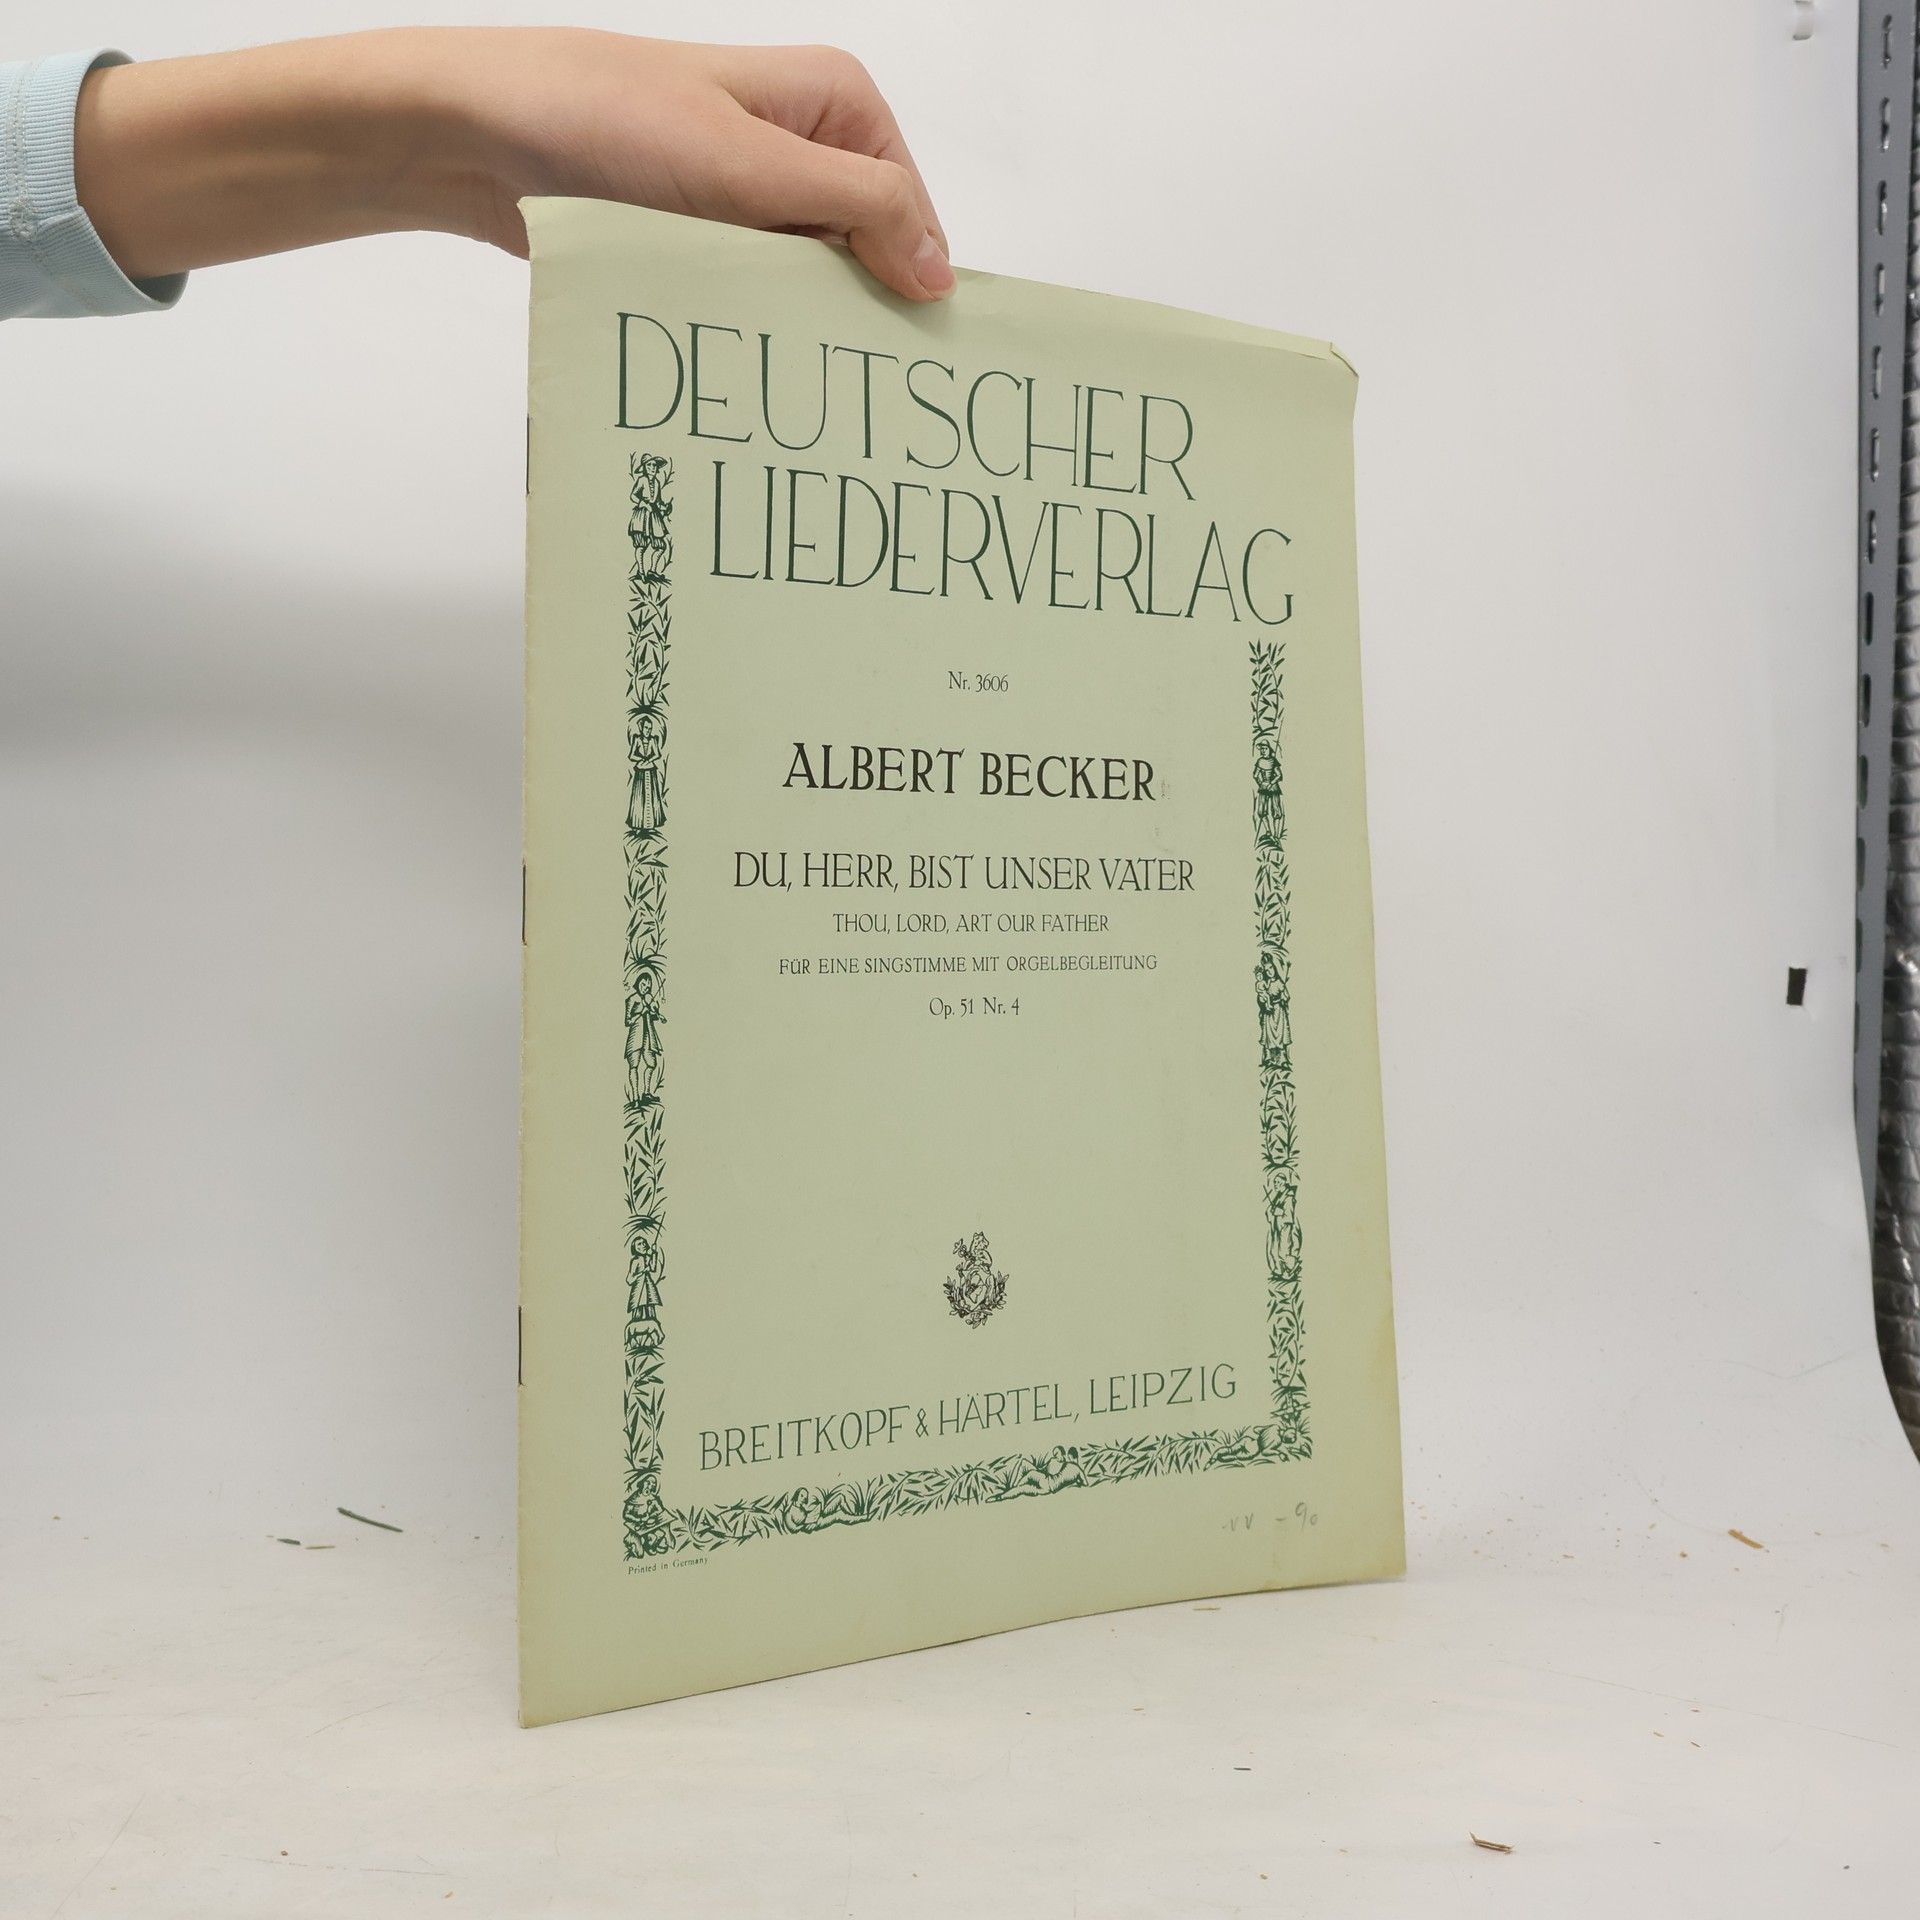 DEUTSCHER
LIEDERVERLAG
Nr. 3606
ALBERT BECKER
DU, HERR, BIST UNSER VATER
THOU, LORD, ART OUR FATHER
FÜR EINE SINGSTIMME MIT ORGELBEGLEITUNG
Op. 51 Nr. 4
BREITKOPF & HÄRTEL, LEIPZIG
Printed in Germany